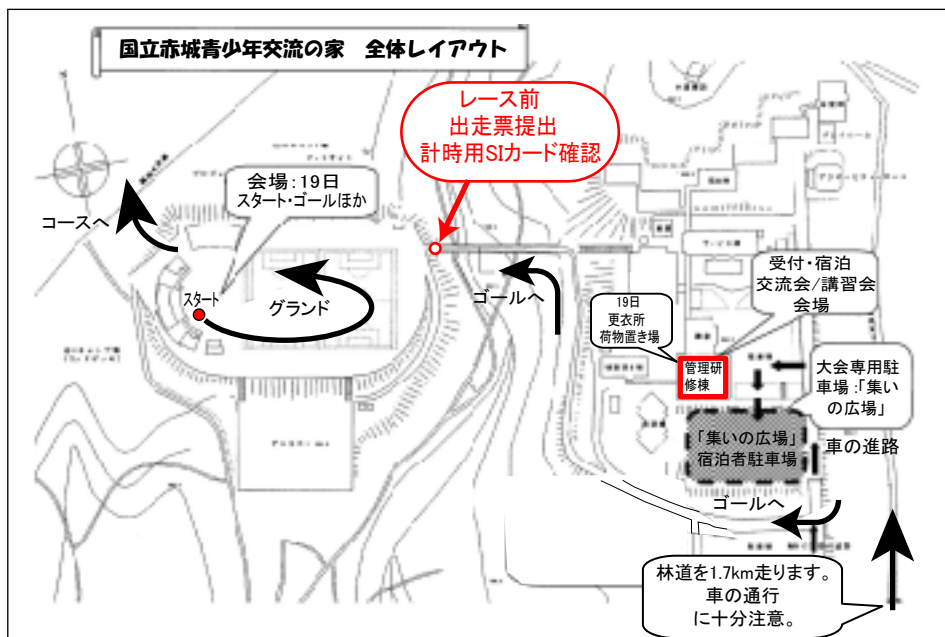 国立赤城青少年交流の家　全体レイアウト
レース前
出走票提出
計時用SIカード確認
会場：19日
スタート・ゴールほか
コースへ
スタート
グランド
ゴールへ
受付・宿泊
交流会/講習会
会場
19日
更衣所
荷物置き場
管理研
修棟
大会専用駐
車場：「集い
の広場」
「集いの広場」
宿泊者駐車場
車の進路
ゴールへ
林道を1.7km走ります。
車の通行
に十分注意。